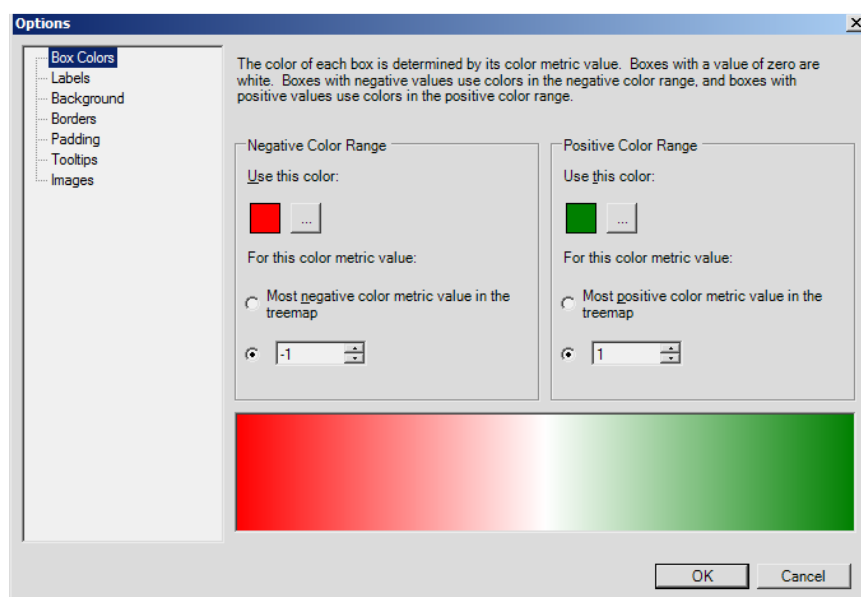 Options
Box Colors
Labels
Background
Borders
Padding
Tooltips
Images
The color of each box is determined by its color metric value. Boxes with a value of zero are
white. Boxes with negative values use colors in the negative color range, and boxes with
positive values use colors in the positive color range.
Negative Color Range
Use this color:
...
For this color metric value:
Most negative color metric value in the
treemap
-1
Positive Color Range
Use this color:
...
For this color metric value:
Most positive color metric value in the
treemap
1
OK
Cancel